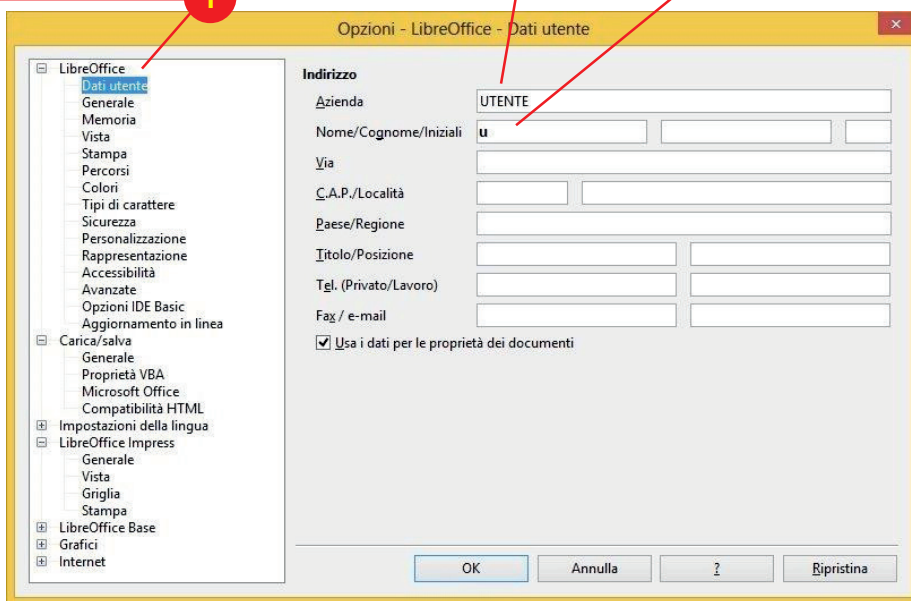 1
Opzioni - LibreOffice - Dati utente
LibreOffice
Dati utente
Generale
Memoria
Vista
Stampa
Percorsi
Colori
Tipi di carattere
Sicurezza
Personalizzazione
Rappresentazione
Accessibilità
Avanzate
Opzioni IDE Basic
Aggiornamento in linea
Carica/salva
Generale
Proprietà VBA
Microsoft Office
Compatibilità HTML
Impostazioni della lingua
LibreOffice Impress
Generale
Vista
Griglia
Stampa
LibreOffice Base
Grafici
Internet
Indirizzo
Azienda UTENTE
Nome/Cognome/Iniziali u
Via
C.A.P./Località
Paese/Regione
Titolo/Posizione
Tel. (Privato/Lavoro)
Fax / e-mail
Usa i dati per le proprietà dei documenti
OK Annulla ? Ripristina